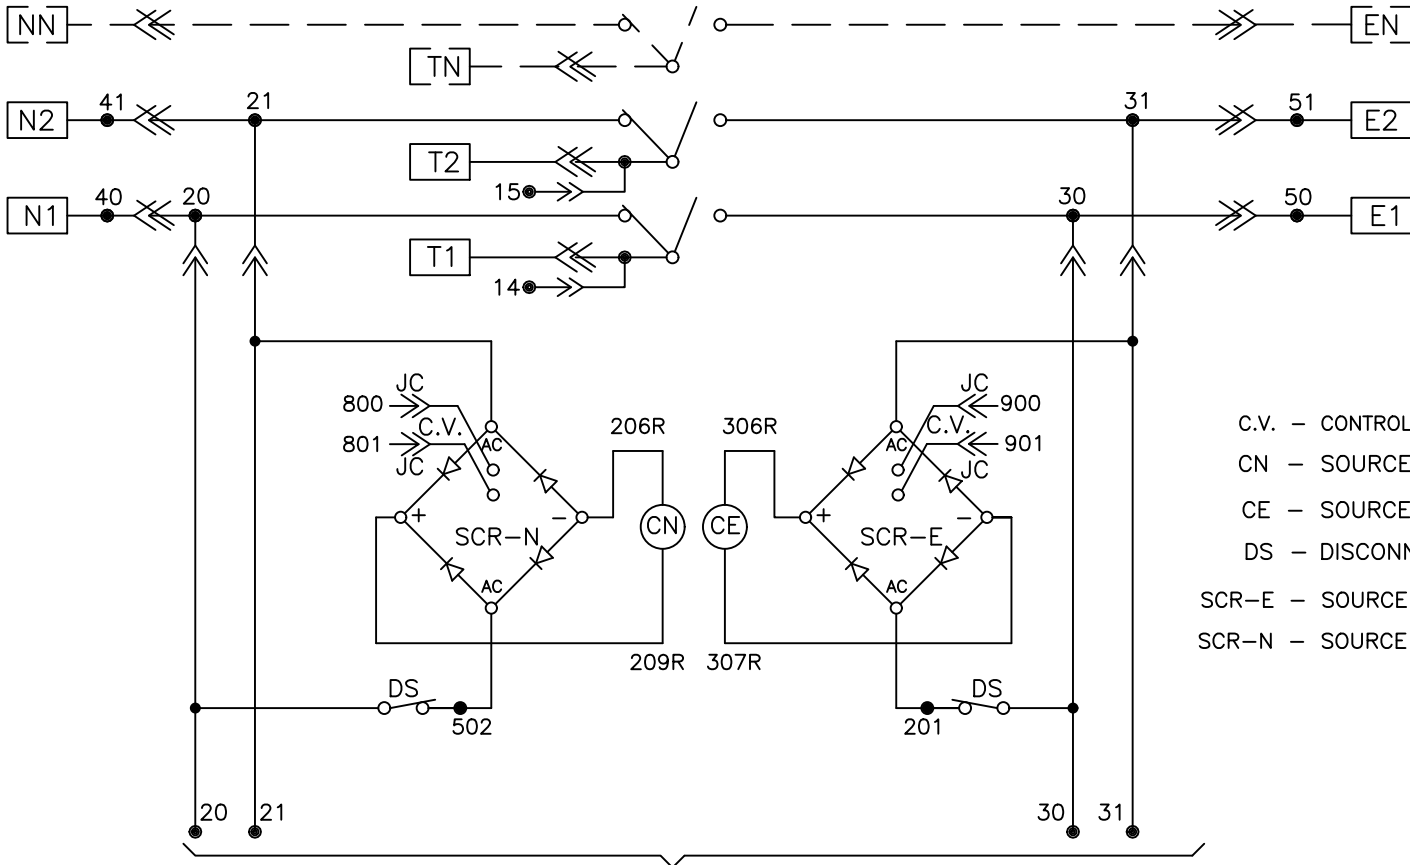 NN EN
TN
41 21 31 51
N2 E2
T2
15
40 20 30 50
N1 E1
T1
14
JC JC
800 900
C.V. 206R 306R C.V.
801 AC AC 901
JC JC
+ - + -
SCR-N CN CE SCR-E
AC AC
209R 307R
DS DS
502 201
20 21 30 31
C.V. - CONTROL
CN - SOURCE
CE - SOURCE
DS - DISCONN
SCR-E - SOURCE
SCR-N - SOURCE